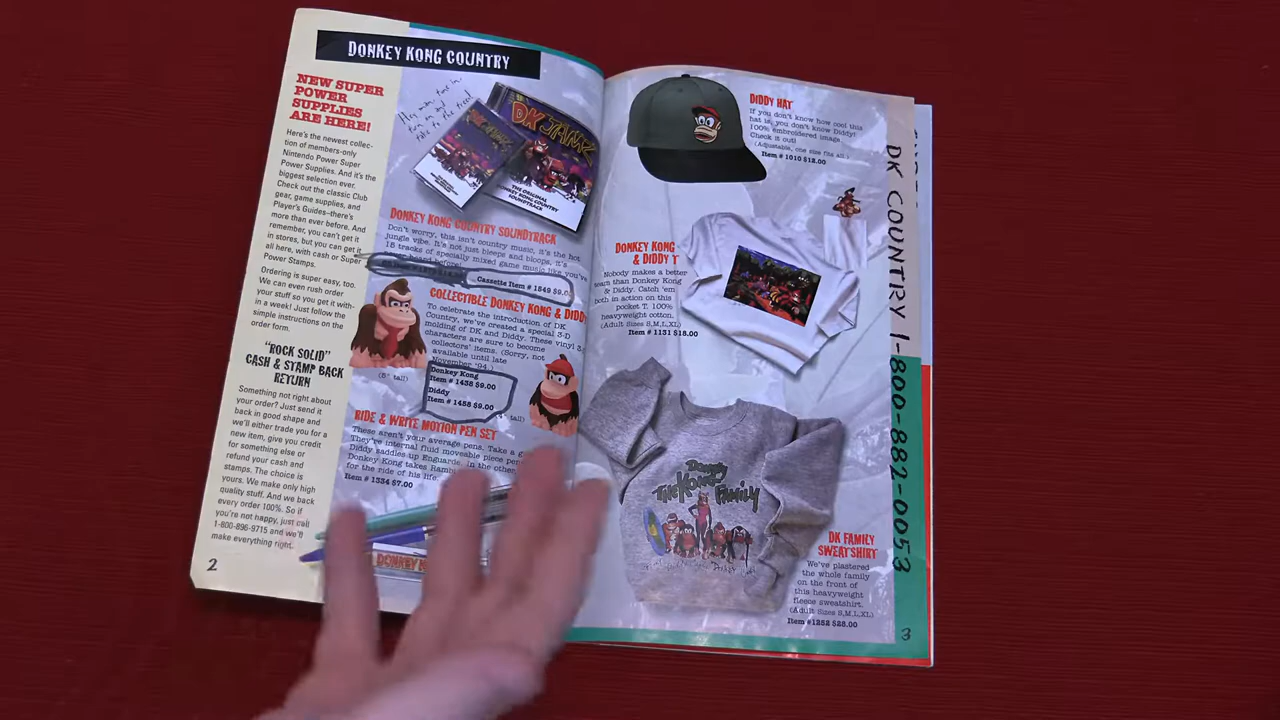 DONKEY KONG COUNTRY
NEW SUPER
POWER
SUPPLIES
ARE HERE!
Here's the newest collec-
tion of members-only
Nintendo Power Super
Power Supplies. And it's the
biggest selection ever.
Check out the classic Club
gear, game supplies, and
Player's Guides–there's
more than ever before. And
remember, you can't get it
in stores, but you can get it
all here, with cash or Super
Power Stamps.
Ordering is super easy, too.
We can even rush order
your stuff so you get it with-
in a week! Just follow the
simple instructions on the
order form.
"ROCK SOLID"
CASH & STAMP BACK
RETURN
Something not right about
your order? Just send it
back in good shape and
we'll either trade you for a
new item, give you credit
for something else or
refund your cash and
stamps. The choice is
yours. We make only high
quality stuff. And we back
every order 100%. So if
you're not happy, just call
1-800-896-9715 and we'll
make everything right.
2
DK JAMZ
THE ORIGINAL
DONKEY KONG COUNTRY
SOUNDTRACK
DONKEY KONG COUNTRY SOUNDTRACK
Don't worry, this isn't country music, it's the hot
jungle vibe. It's not just bleeps and bloops, it's
15 tracks of specially mixed game music like you've
ever heard before!
Cassette Item # 1549 $9.0
COLLECTIBLE DONKEY KONG & DIDDY
To celebrate the introduction of DK
Country, we've created a special 3-D
molding of DK and Diddy. These vinyl
characters are sure to become
collectors' items. (Sorry, not
available until late
November '94.)
Donkey Kong
Item # 1438 $9.00
Diddy
Item # 1458 $9.00
(5" tall)
tall)
RIDE & WRITE MOTION PEN SET
These aren't your average pens. Take a
They're internal fluid moveable piece
Diddy saddles up Enguarde, in the other
Donkey Kong takes
for the ride of his life.
Item # 1334 $7.00
DONKEY
DIDDY HAT
If you don't know how cool this
hat is, you don't know Diddy!
100% embroidered image.
Check it out!
(Adjustable, one size fits all)
Item # 1010 $18.00
DONKEY KONG
& DIDDY T
Nobody makes a better
team than Donkey Kong
& Diddy. Catch 'em
both in action on this
pocket T. 100%
heavyweight cotton.
(Adult Sizes S,M,L,XL)
Item # 1131 $18.00
Donkey
The Kong Family
DK FAMILY
SWEATSHIRT
We've plastered
the whole family
on the front of
this heavyweight
fleece sweatshirt.
(Adult Sizes S,M,L,XL)
Item #1252 $28.00
DK COUNTRY 1-800-882-0053
3